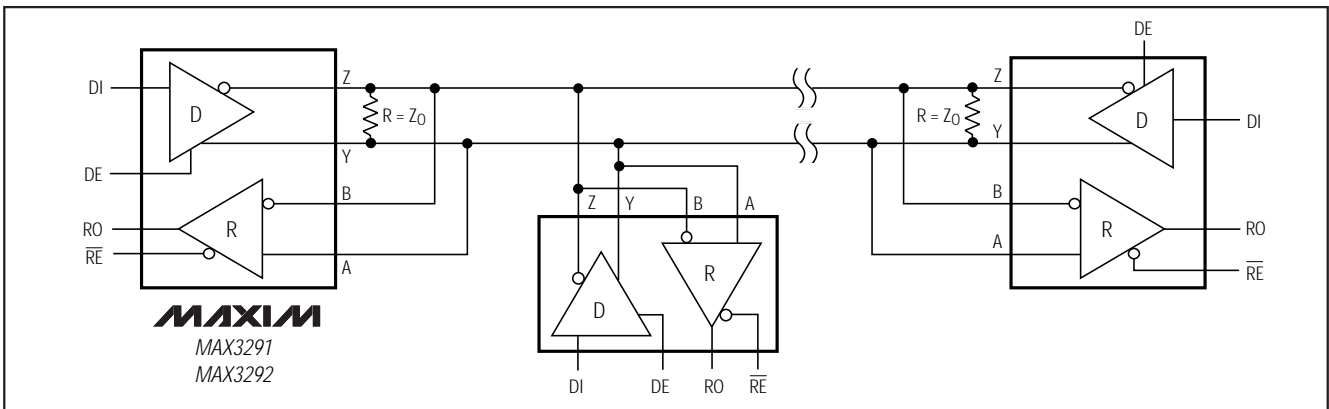 DE
DI
D
Z
R = Z0
Y
DE
B
RO
R
RE
A
MAXIM
MAX3291
MAX3292
Z
Y
B
A
D
R
DI
DE
RO
RE
Z
R = Z0
Y
D
DI
B
A
R
RO
RE